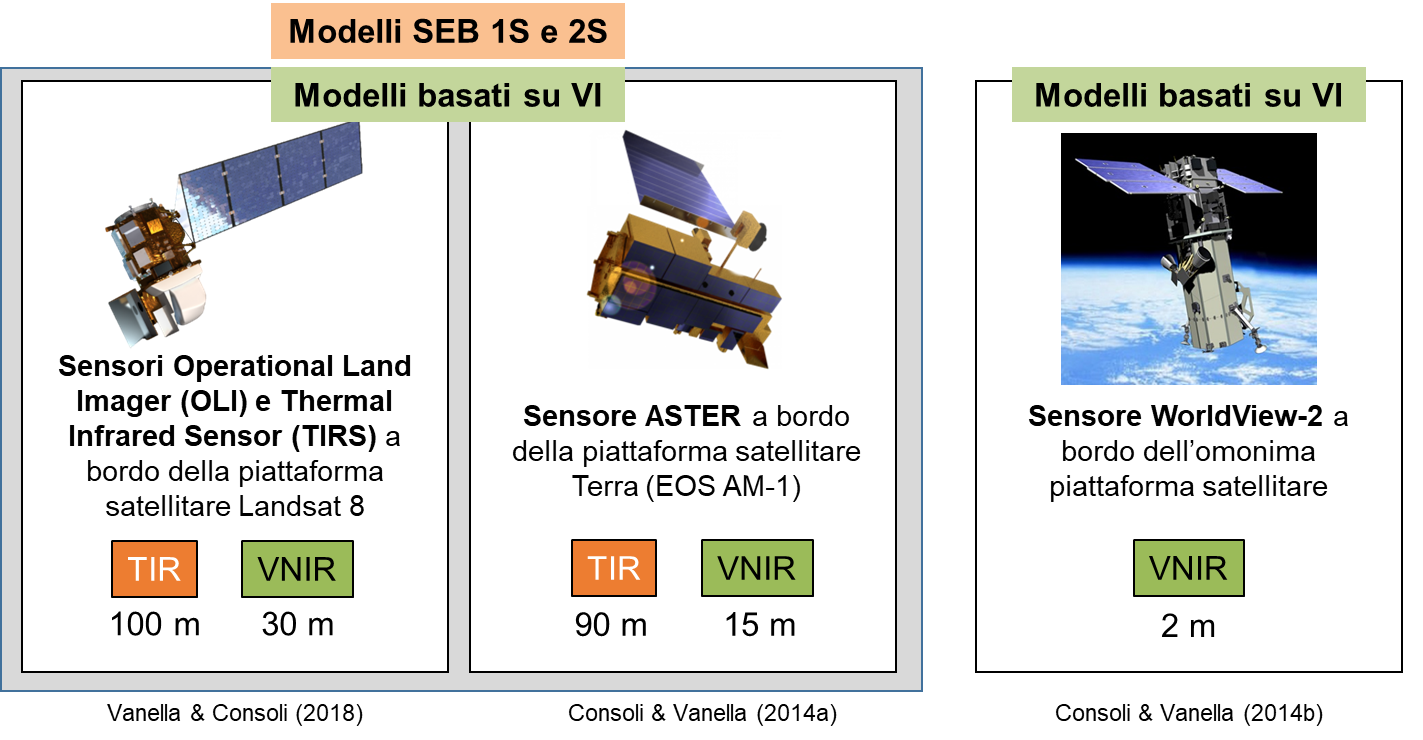 Modelli SEB 1S e 2S
Modelli basati su VI
Sensori Operational Land
Imager (OLI) e Thermal
Infrared Sensor (TIRS) a
bordo della piattaforma
satellitare Landsat 8
TIR
VNIR
100 m
30 m
Vanella & Consoli (2018)
Sensore ASTER a bordo
della piattaforma satellitare
Terra (EOS AM-1)
TIR
VNIR
90 m
15 m
Consoli & Vanella (2014a)
Modelli basati su VI
Sensore WorldView-2 a
bordo dell’omonima
piattaforma satellitare
VNIR
2 m
Consoli & Vanella (2014b)